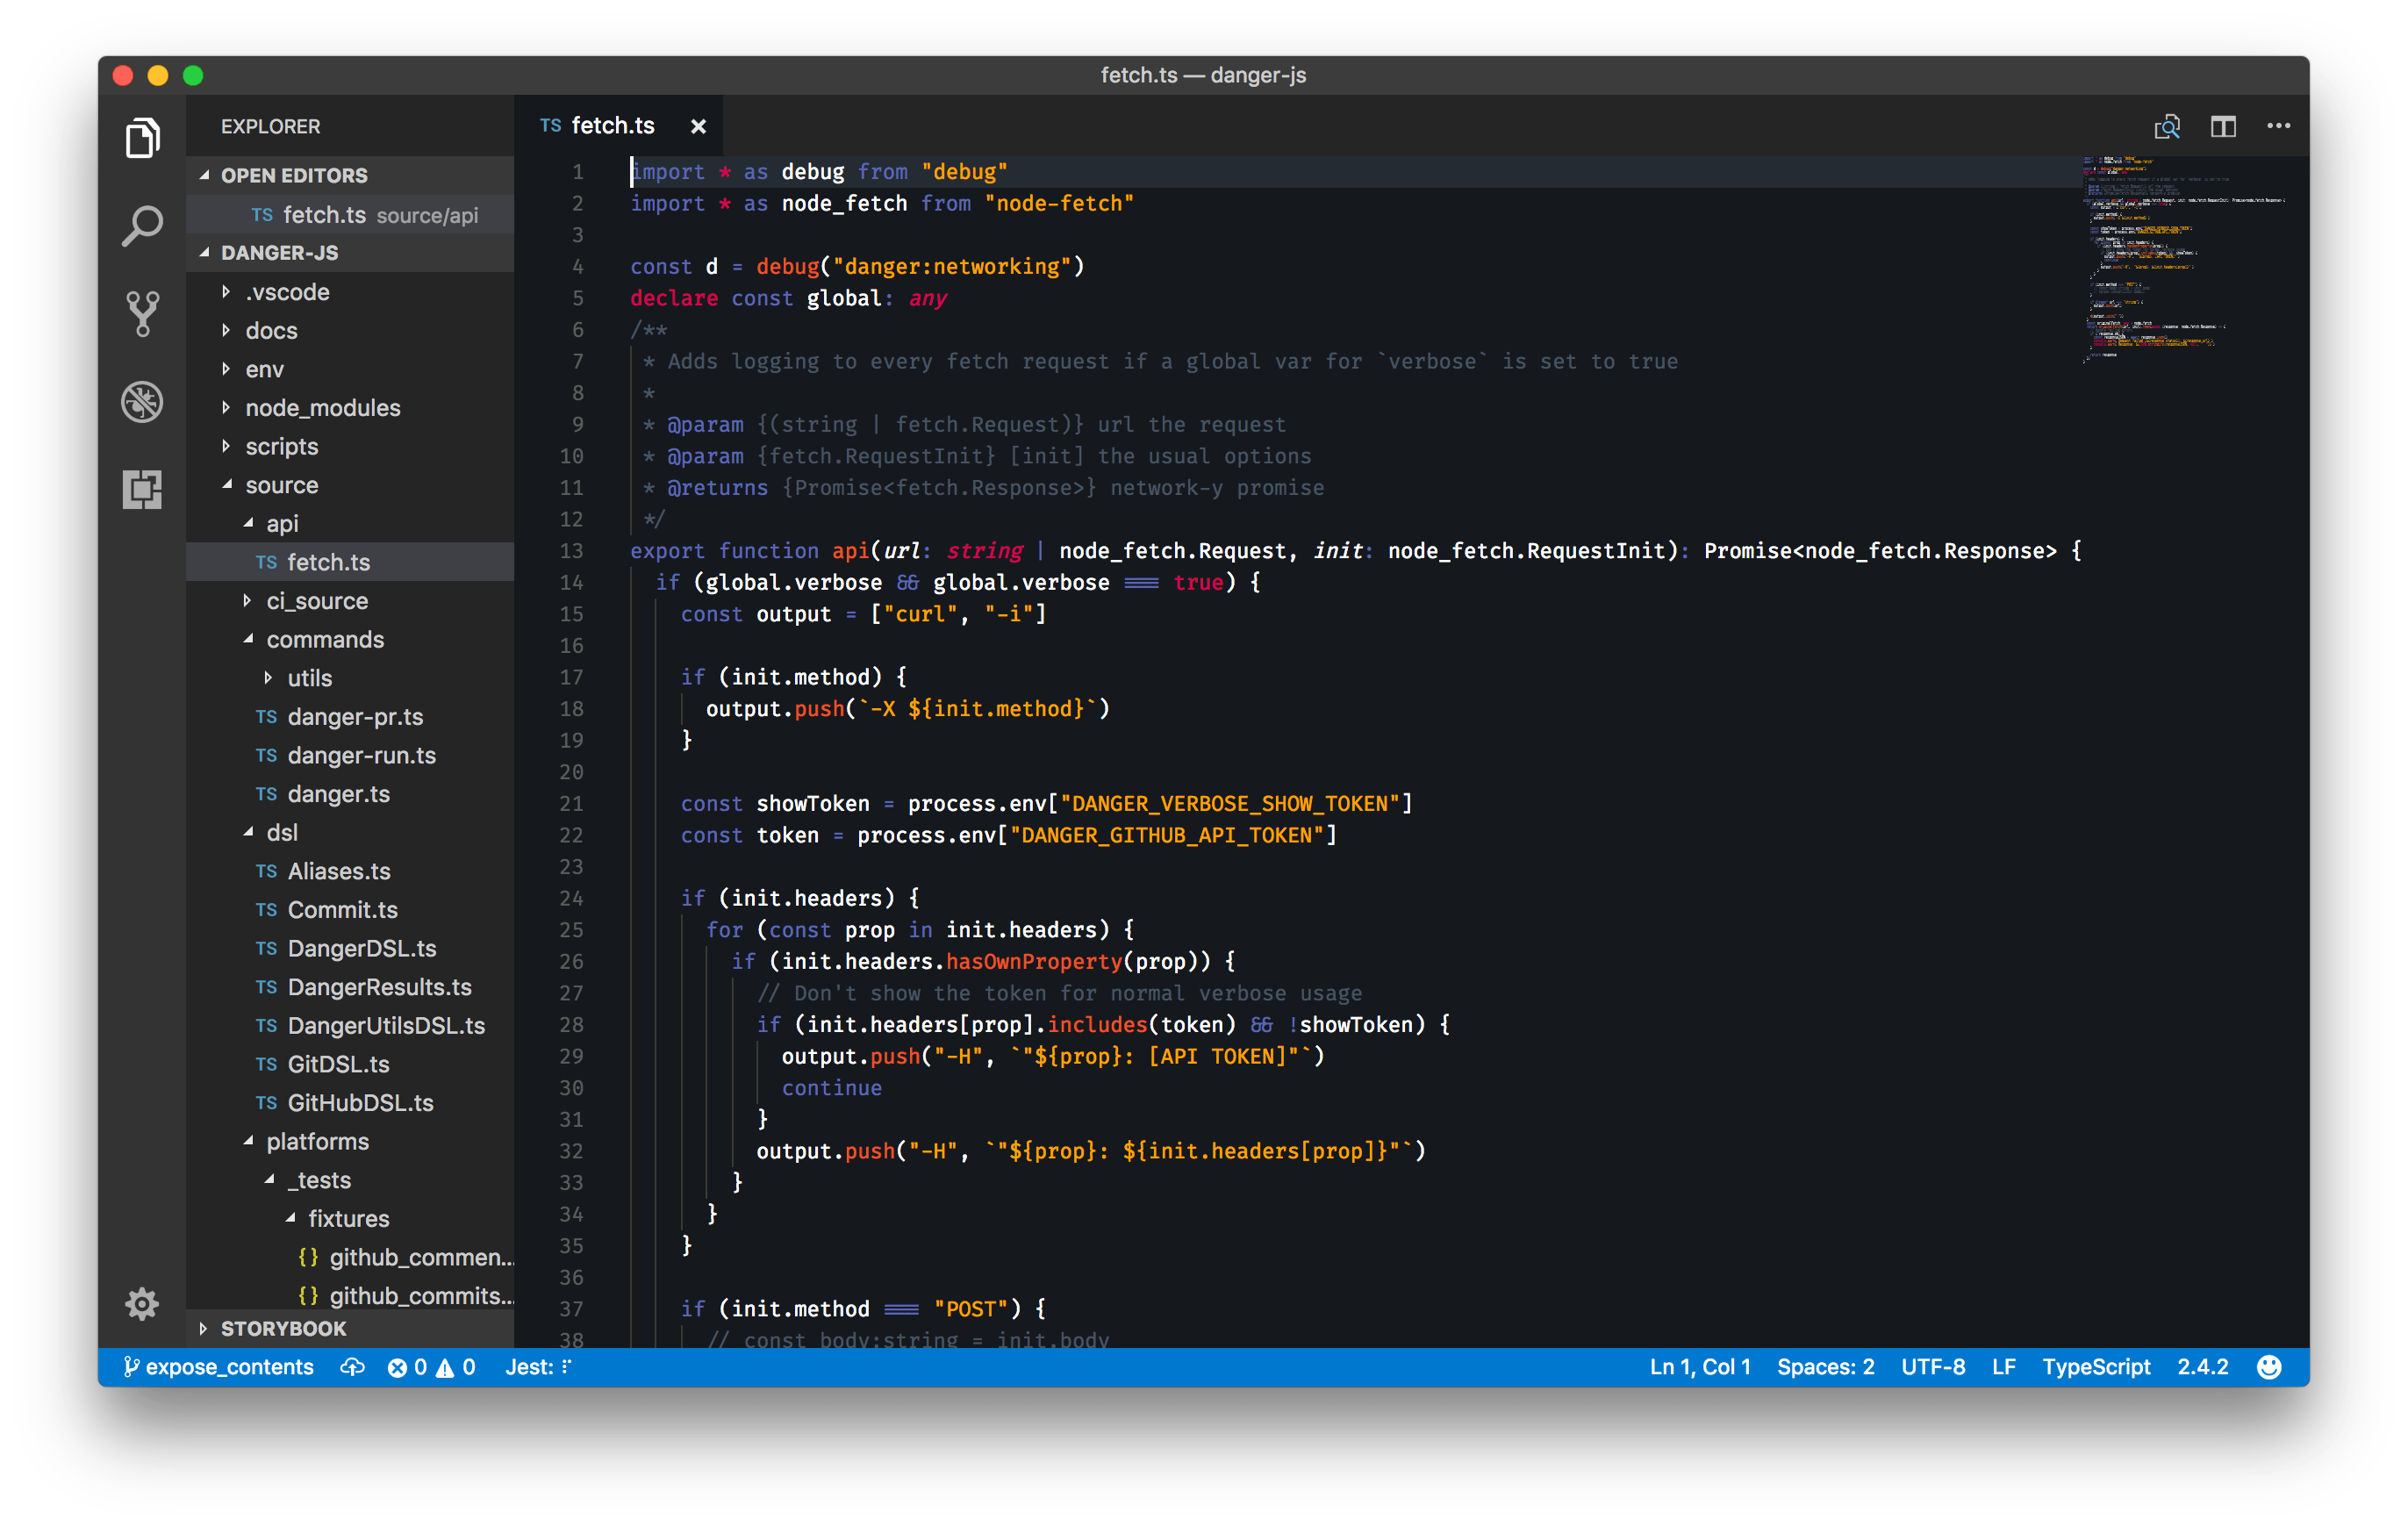 fetch.ts — danger-js
EXPLORER
OPEN EDITORS
TS fetch.ts source/api
DANGER-JS
.vscode
docs
env
node_modules
scripts
source
api
TS fetch.ts
ci_source
commands
utils
TS danger-pr.ts
TS danger-run.ts
TS danger.ts
dsl
TS Aliases.ts
TS Commit.ts
TS DangerDSL.ts
TS DangerResults.ts
TS DangerUtilsDSL.ts
TS GitDSL.ts
TS GitHubDSL.ts
platforms
_tests
fixtures
{} github_commen...
{} github_commits...
STORYBOOK
TS fetch.ts
1 import * as debug from "debug"
2 import * as node_fetch from "node-fetch"
3
4 const d = debug("danger:networking")
5 declare const global: any
6 /**
7 * Adds logging to every fetch request if a global var for `verbose` is set to true
8 *
9 * @param {(string | fetch.Request)} url the request
10 * @param {fetch.RequestInit} [init] the usual options
11 * @returns {Promise<fetch.Response>} network-y promise
12 */
13 export function api(url: string | node_fetch.Request, init: node_fetch.RequestInit): Promise<node_fetch.Response> {
14 if (global.verbose && global.verbose === true) {
15 const output = ["curl", "-i"]
16
17 if (init.method) {
18 output.push(`-X ${init.method}`)
19 }
20
21 const showToken = process.env["DANGER_VERBOSE_SHOW_TOKEN"]
22 const token = process.env["DANGER_GITHUB_API_TOKEN"]
23
24 if (init.headers) {
25 for (const prop in init.headers) {
26 if (init.headers.hasOwnProperty(prop)) {
27 // Don't show the token for normal verbose usage
28 if (init.headers[prop].includes(token) && !showToken) {
29 output.push("-H", `"${prop}: [API TOKEN]"`)
30 continue
31 }
32 output.push("-H", `"${prop}: ${init.headers[prop]}"`)
33 }
34 }
35 }
36
37 if (init.method === "POST") {
38 // const body:string = init.body
expose_contents 0 0 Jest:
Ln 1, Col 1 Spaces: 2 UTF-8 LF TypeScript 2.4.2